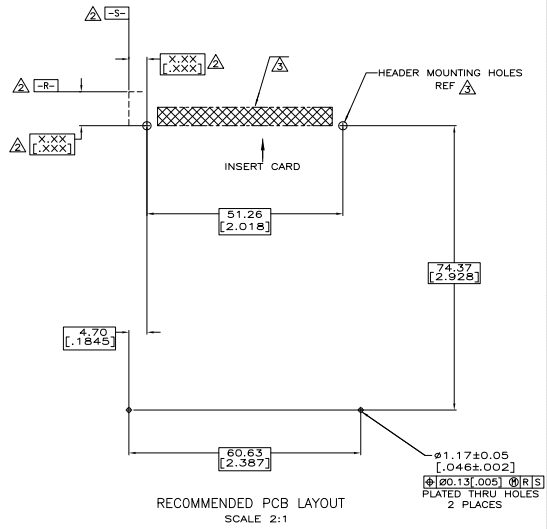 2 -S-
X.XX
[.XXX] 2
3
2 -R-
HEADER MOUNTING HOLES
REF 3
2 X.XX
[.XXX]
INSERT CARD
51.26
[2.018]
74.37
[2.928]
4.70
[.1845]
60.63
[2.387]
ø1.17±0.05
[.046±.002]
⌖ Ø0.13[.005] Ⓜ R S
PLATED THRU HOLES
2 PLACES
RECOMMENDED PCB LAYOUT
SCALE 2:1